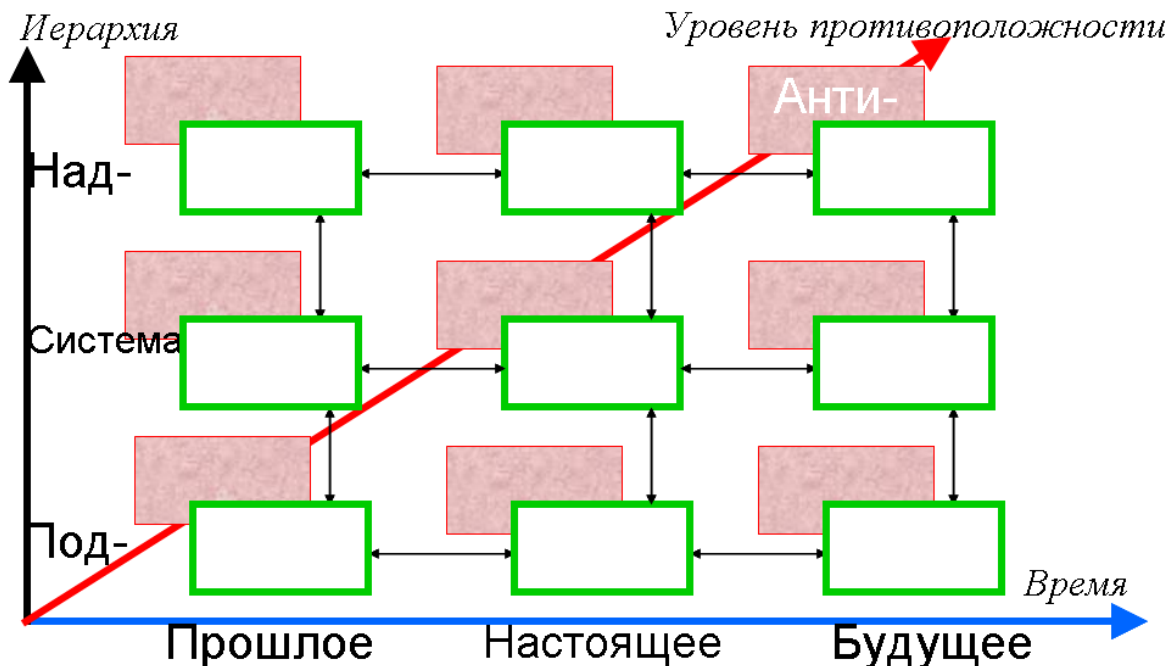 Иерархия
Уровень противоположности
Анти-
Над-
Система
Под-
Время
Прошлое
Настоящее
Будущее